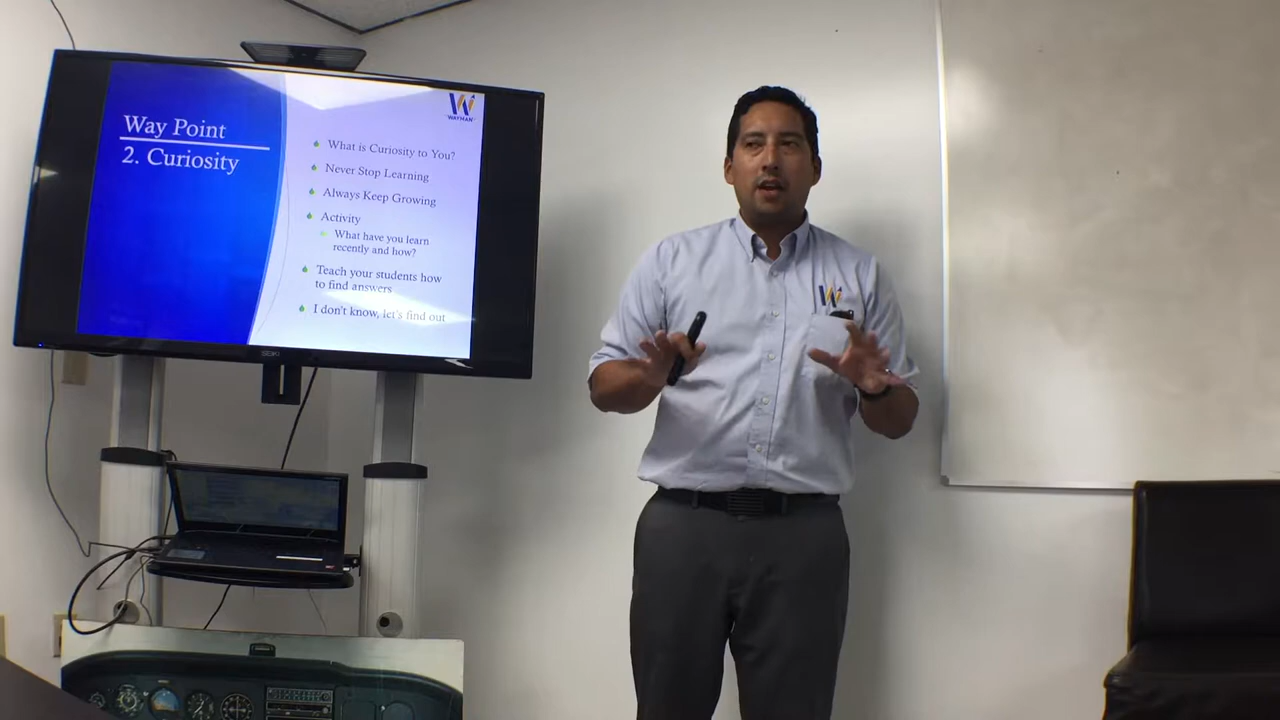 Way Point
2. Curiosity
W
WAYMAN
What is Curiosity to You?
Never Stop Learning
Always Keep Growing
Activity
What have you learn
recently and how?
Teach your students how
to find answers
I don't know, let's find out
SEIKI
W